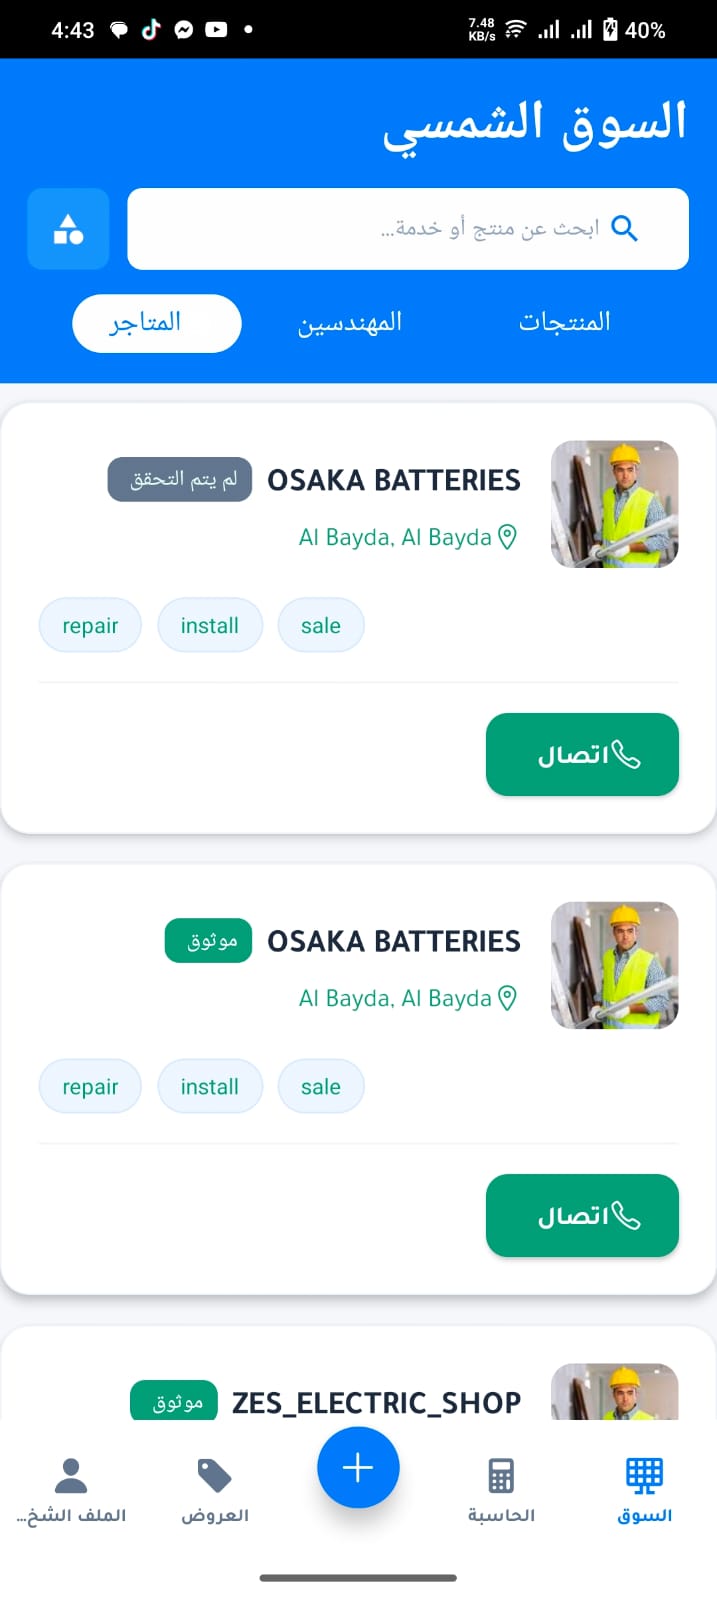 4:43
7.48 KB/s
40%
السوق الشمسي
ابحث عن منتج أو خدمة...
المنتجات
المهندسين
المتاجر
OSAKA BATTERIES
لم يتم التحقق
Al Bayda, Al Bayda
repair
install
sale
اتصال
OSAKA BATTERIES
موثوق
Al Bayda, Al Bayda
repair
install
sale
اتصال
ZES_ELECTRIC_SHOP
موثوق
السوق
الحاسبة
العروض
الملف الشخ...